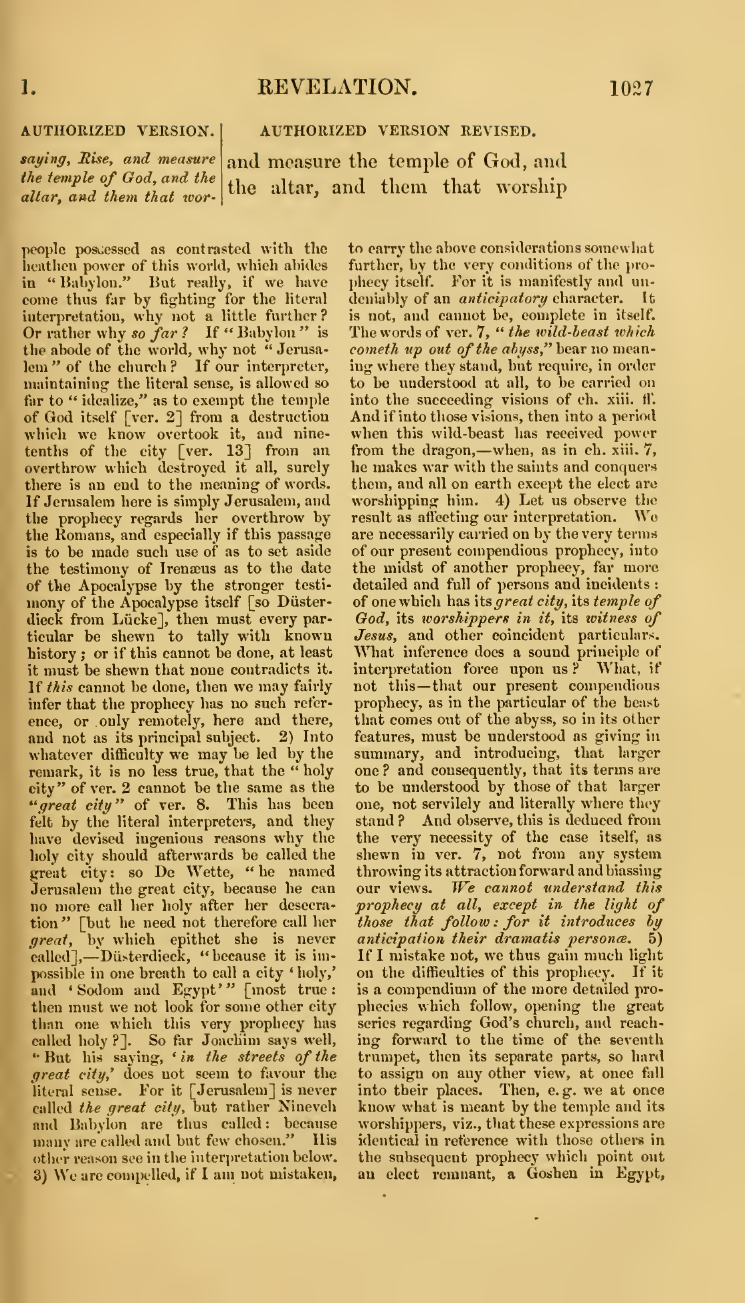 1.
REVELATION.
1027
AUTHORIZED VERSION.
saying, Rise, and measure
the temple of God, and the
altar, and them that wor-
AUTHORIZED VERSION REVISED.
and measure the temple of God, and
the altar, and them that worship
people possessed as contrasted with the
heathen power of this world, which abides
in “Babylon.” But really, if we have
come thus far by fighting for the literal
interpretation, why not a little further?
Or rather why so far? If “Babylon” is
the abode of the world, why not “Jerusa-
lem” of the church? If our interpreter,
maintaining the literal sense, is allowed so
far to “idealize,” as to exempt the temple
of God itself [ver. 2] from a destruction
which we know overtook it, and nine-
tenths of the city [ver. 13] from an
overthrow which destroyed it all, surely
there is an end to the meaning of words.
If Jerusalem here is simply Jerusalem, and
the prophecy regards her overthrow by
the Romans, and especially if this passage
is to be made such use of as to set aside
the testimony of Irenæus as to the date
of the Apocalypse by the stronger testi-
mony of the Apocalypse itself [so Düster-
dieck from Lücke], then must every par-
ticular be shewn to tally with known
history; or if this cannot be done, at least
it must be shewn that none contradicts it.
If this cannot be done, then we may fairly
infer that the prophecy has no such refer-
ence, or only remotely, here and there,
and not as its principal subject. 2) Into
whatever difficulty we may be led by the
remark, it is no less true, that the “holy
city” of ver. 2 cannot be the same as the
“great city” of ver. 8. This has been
felt by the literal interpreters, and they
have devised ingenious reasons why the
holy city should afterwards be called the
great city: so De Wette, “he named
Jerusalem the great city, because he can
no more call her holy after her desecra-
tion” [but he need not therefore call her
great, by which epithet she is never
called],—Düsterdieck, “because it is im-
possible in one breath to call a city ‘holy,’
and ‘Sodom and Egypt’” [most true:
then must we not look for some other city
than one which this very prophecy has
called holy?]. So far Joachim says well,
“But his saying, ‘in the streets of the
great city,’ does not seem to favour the
literal sense. For it [Jerusalem] is never
called the great city, but rather Nineveh
and Babylon are thus called: because
many are called and but few chosen.” His
other reason see in the interpretation below.
3) We are compelled, if I am not mistaken,
to carry the above considerations somewhat
further, by the very conditions of the pro-
phecy itself. For it is manifestly and un-
deniably of an anticipatory character. It
is not, and cannot be, complete in itself.
The words of ver. 7, “the wild-beast which
cometh up out of the abyss,” bear no mean-
ing where they stand, but require, in order
to be understood at all, to be carried on
into the succeeding visions of ch. xiii. ff.
And if into those visions, then into a period
when this wild-beast has received power
from the dragon,—when, as in ch. xiii. 7,
he makes war with the saints and conquers
them, and all on earth except the elect are
worshipping him. 4) Let us observe the
result as affecting our interpretation. We
are necessarily carried on by the very terms
of our present compendious prophecy, into
the midst of another prophecy, far more
detailed and full of persons and incidents:
of one which has its great city, its temple of
God, its worshippers in it, its witness of
Jesus, and other coincident particulars.
What inference does a sound principle of
interpretation force upon us? What, if
not this—that our present compendious
prophecy, as in the particular of the beast
that comes out of the abyss, so in its other
features, must be understood as giving in
summary, and introducing, that larger
one? and consequently, that its terms are
to be understood by those of that larger
one, not servilely and literally where they
stand? And observe, this is deduced from
the very necessity of the case itself, as
shewn in ver. 7, not from any system
throwing its attraction forward and biassing
our views. We cannot understand this
prophecy at all, except in the light of
those that follow: for it introduces by
anticipation their dramatis personæ. 5)
If I mistake not, we thus gain much light
on the difficulties of this prophecy. If it
is a compendium of the more detailed pro-
phecies which follow, opening the great
series regarding God's church, and reach-
ing forward to the time of the seventh
trumpet, then its separate parts, so hard
to assign on any other view, at once fall
into their places. Then, e. g. we at once
know what is meant by the temple and its
worshippers, viz., that these expressions are
identical in reference with those others in
the subsequent prophecy which point out
an elect remnant, a Goshen in Egypt,